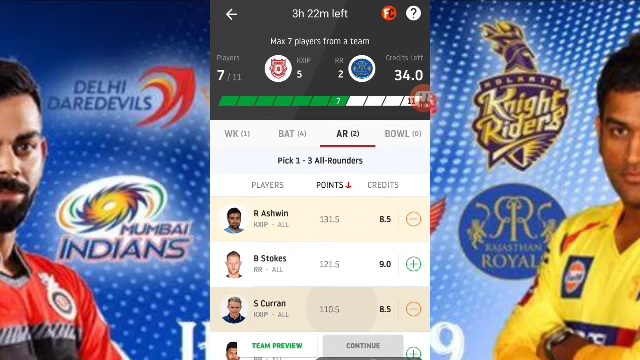 3h 22m left
FC
?
Max 7 players from a team
Players
7 / 11
KXIP
5
RR
2
Credits Left
34.0
7
WK (1)
BAT (4)
AR (2)
BOWL (0)
Pick 1 - 3 All-Rounders
PLAYERS
POINTS
CREDITS
R Ashwin
KXIP - ALL
131.5
8.5
B Stokes
RR - ALL
121.5
9.0
S Curran
KXIP - ALL
110.5
8.5
TEAM PREVIEW
CONTINUE
DELHI
DAREDEVILS
MUMBAI
INDIANS
KOLKATA
Knight
Riders
RAJASTHAN
ROYALS